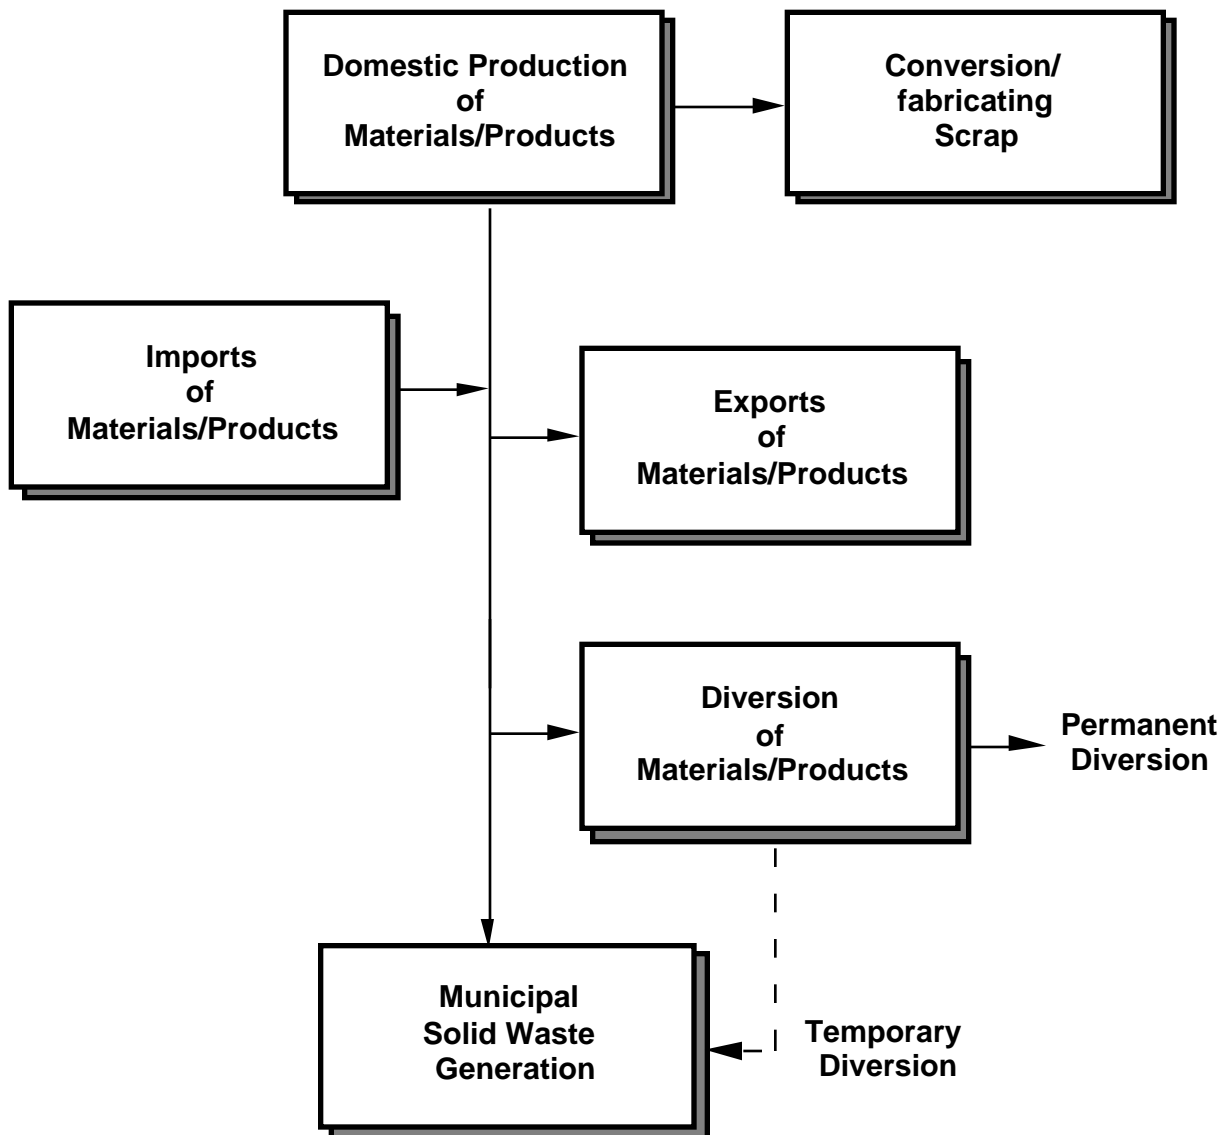 Domestic Production
of
Materials/Products
Conversion/
fabricating
Scrap
Imports
of
Materials/Products
Exports
of
Materials/Products
Diversion
of
Materials/Products
Permanent
Diversion
Municipal
Solid Waste
Generation
Temporary
Diversion